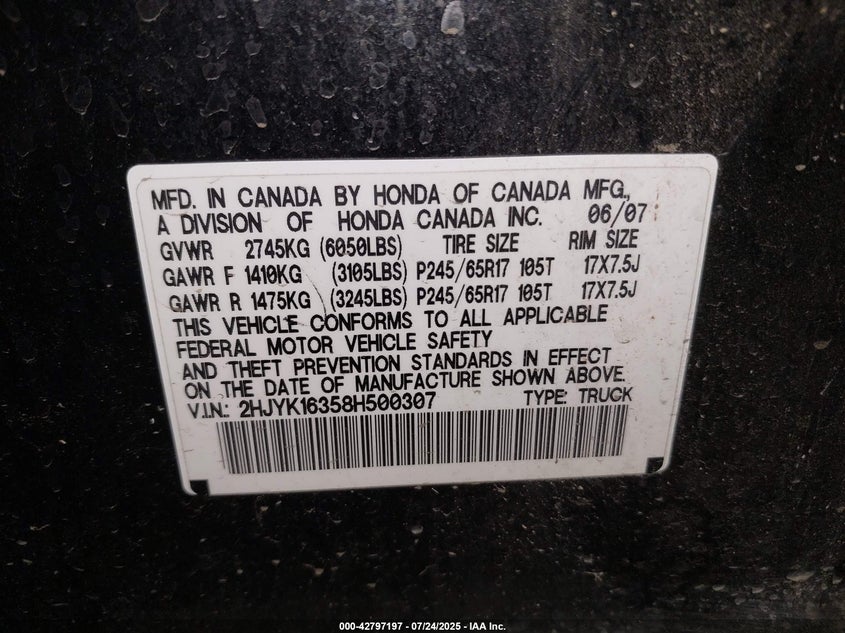 MFD. IN CANADA BY HONDA OF CANADA MFG.,
A DIVISION OF HONDA CANADA INC. 06/07
GVWR 2745KG (6050LBS) TIRE SIZE RIM SIZE
GAWR F 1410KG (3105LBS) P245/65R17 105T 17X7.5J
GAWR R 1475KG (3245LBS) P245/65R17 105T 17X7.5J
THIS VEHICLE CONFORMS TO ALL APPLICABLE
FEDERAL MOTOR VEHICLE SAFETY
AND THEFT PREVENTION STANDARDS IN EFFECT
ON THE DATE OF MANUFACTURE SHOWN ABOVE.
V.I.N.: 2HJYK16358H500307 TYPE: TRUCK
000-42797197 - 07/24/2025 - IAA Inc.